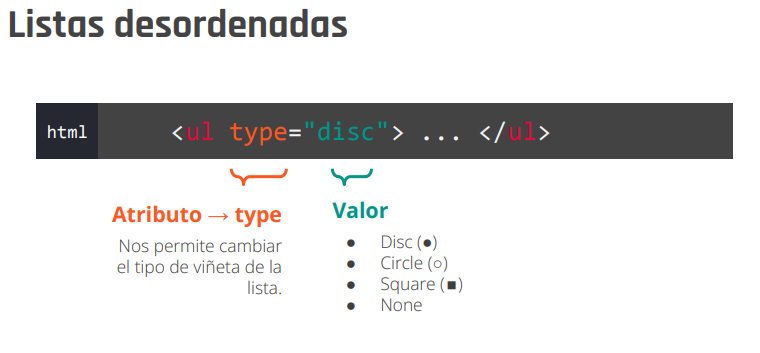 Listas desordenadas
html
<ul type="disc"> ... </ul>
Atributo → type
Nos permite cambiar
el tipo de viñeta de la
lista.
Valor
● Disc (●)
● Circle (○)
● Square (■)
● None